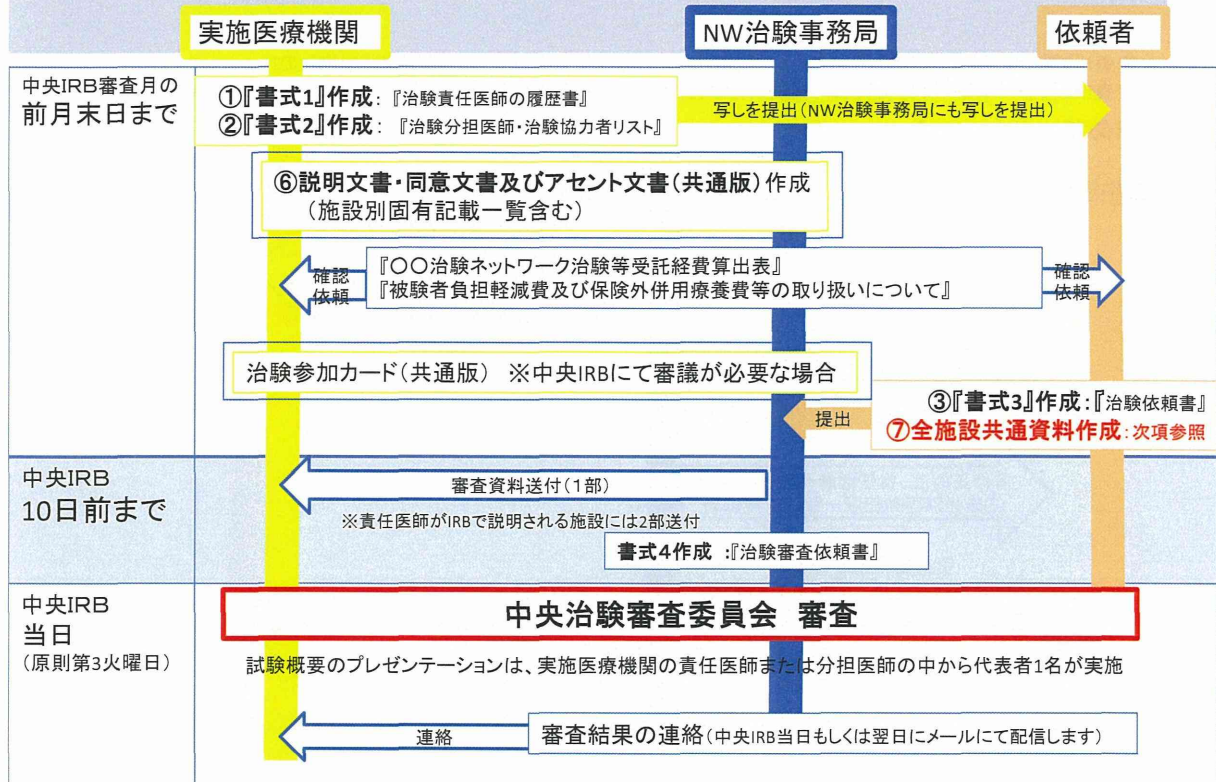 実施医療機関
NW治験事務局
依頼者
中央IRB審査月の
前月末日まで
①『書式1』作成：『治験責任医師の履歴書』
②『書式2』作成： 『治験分担医師・治験協力者リスト』
写しを提出(NW治験事務局にも写しを提出)
⑥説明文書・同意文書及びアセント文書(共通版)作成
(施設別固有記載一覧含む)
確認
依頼
『〇〇治験ネットワーク治験等受託経費算出表』
『被験者負担軽減費及び保険外併用療養費等の取り扱いについて』
確認
依頼
治験参加カード(共通版) ※中央IRBにて審議が必要な場合
提出
③『書式3』作成：『治験依頼書』
⑦全施設共通資料作成：次項参照
中央IRB
10日前まで
審査資料送付(1部)
※責任医師がIRBで説明される施設には2部送付
書式4作成 ：『治験審査依頼書』
中央IRB
当日
(原則第3火曜日)
中央治験審査委員会 審査
試験概要のプレゼンテーションは、実施医療機関の責任医師または分担医師の中から代表者1名が実施
連絡
審査結果の連絡(中央IRB当日もしくは翌日にメールにて配信します)